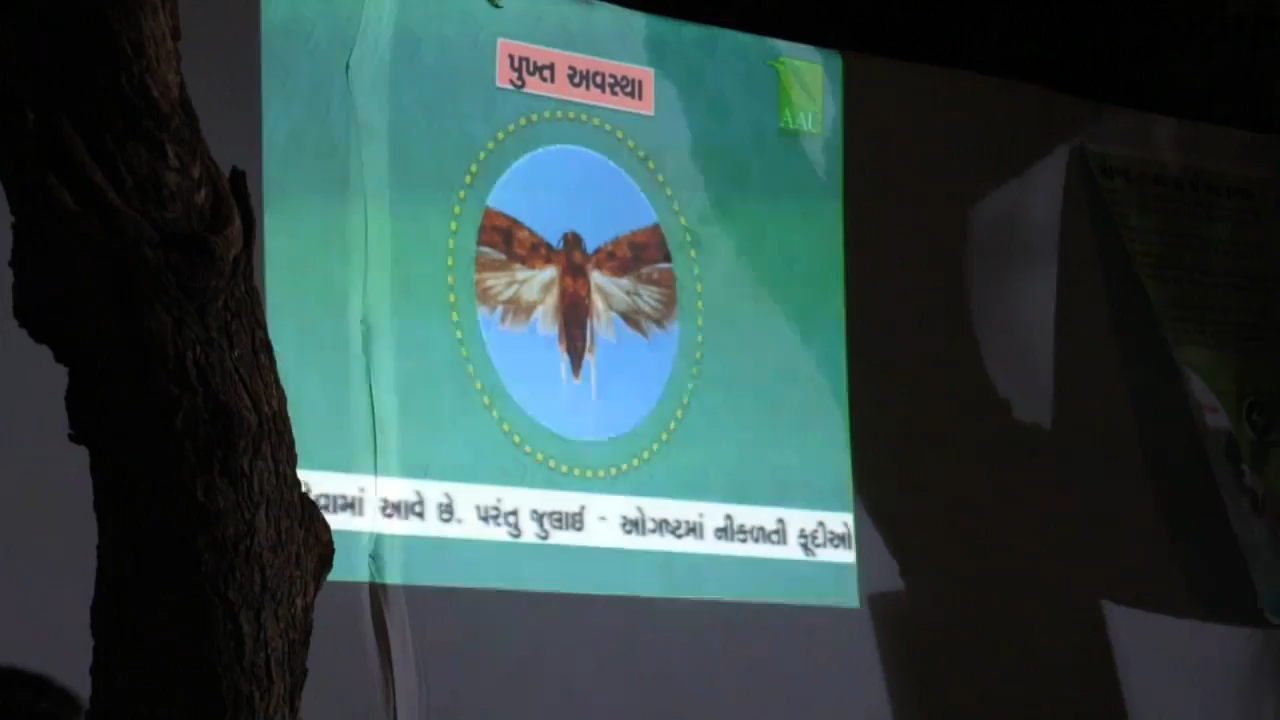 પુખ્ત અવસ્થા
AAU
આવે છે. પરંતુ જુલાઈ - ઓગષ્ટમાં નીકળતી ફૂદીઓ